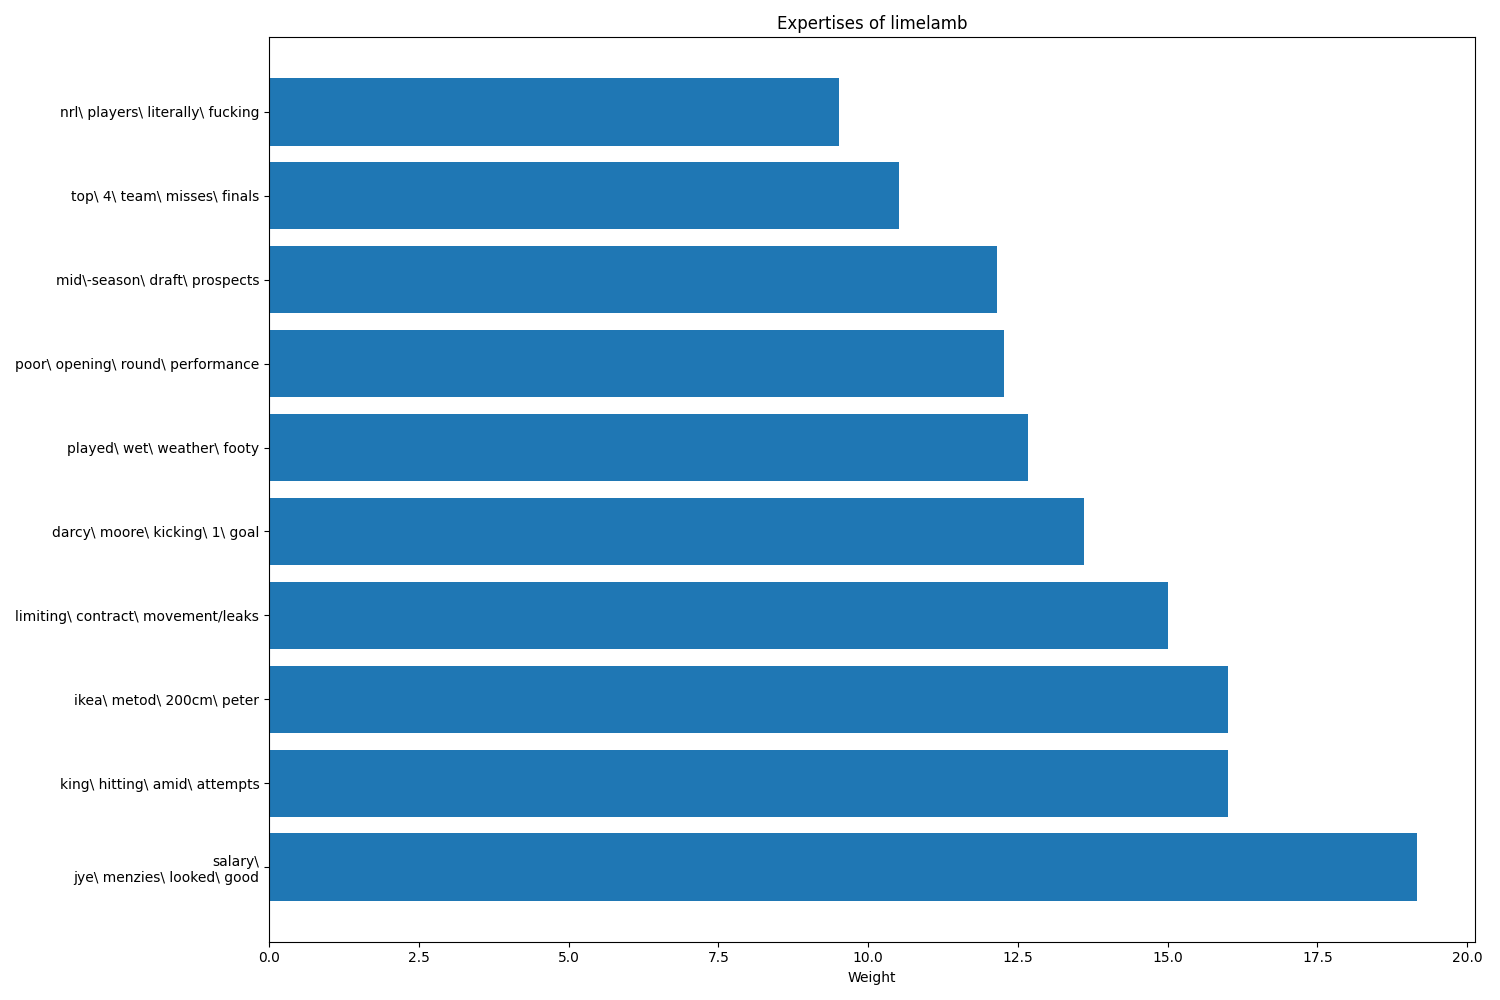 Expertises of limelamb
nrl\ players\ literally\ fucking
top\ 4\ team\ misses\ finals
mid\-season\ draft\ prospects
poor\ opening\ round\ performance
played\ wet\ weather\ footy
darcy\ moore\ kicking\ 1\ goal
limiting\ contract\ movement/leaks
ikea\ metod\ 200cm\ peter
king\ hitting\ amid\ attempts
salary\
jye\ menzies\ looked\ good
0.0 2.5 5.0 7.5 10.0 12.5 15.0 17.5 20.0
Weight